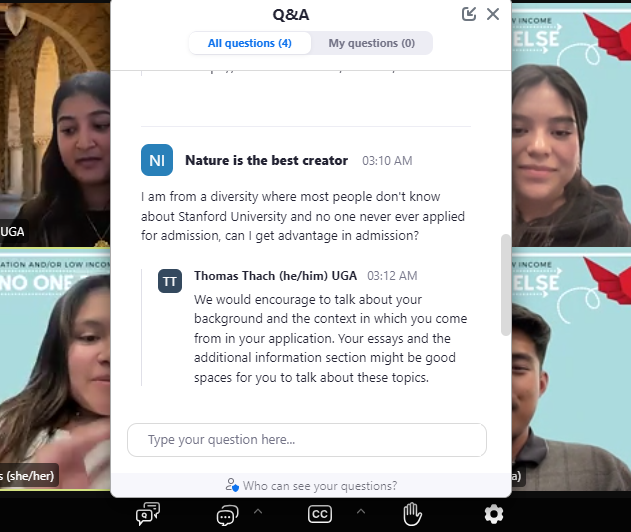 Q&A
All questions (4)
My questions (0)
NI
Nature is the best creator
03:10 AM
I am from a diversity where most people don't know
about Stanford University and no one never ever applied
for admission, can I get advantage in admission?
TT
Thomas Thach (he/him) UGA
03:12 AM
We would encourage to talk about your
background and the context in which you come
from in your application. Your essays and the
additional information section might be good
spaces for you to talk about these topics.
Type your question here...
Who can see your questions?
UGA
ATION AND/OR LOW INCOM
NO ONE
s (she/her)
W INCOME
ELSE
W INCOME
ELSE
a)
CC